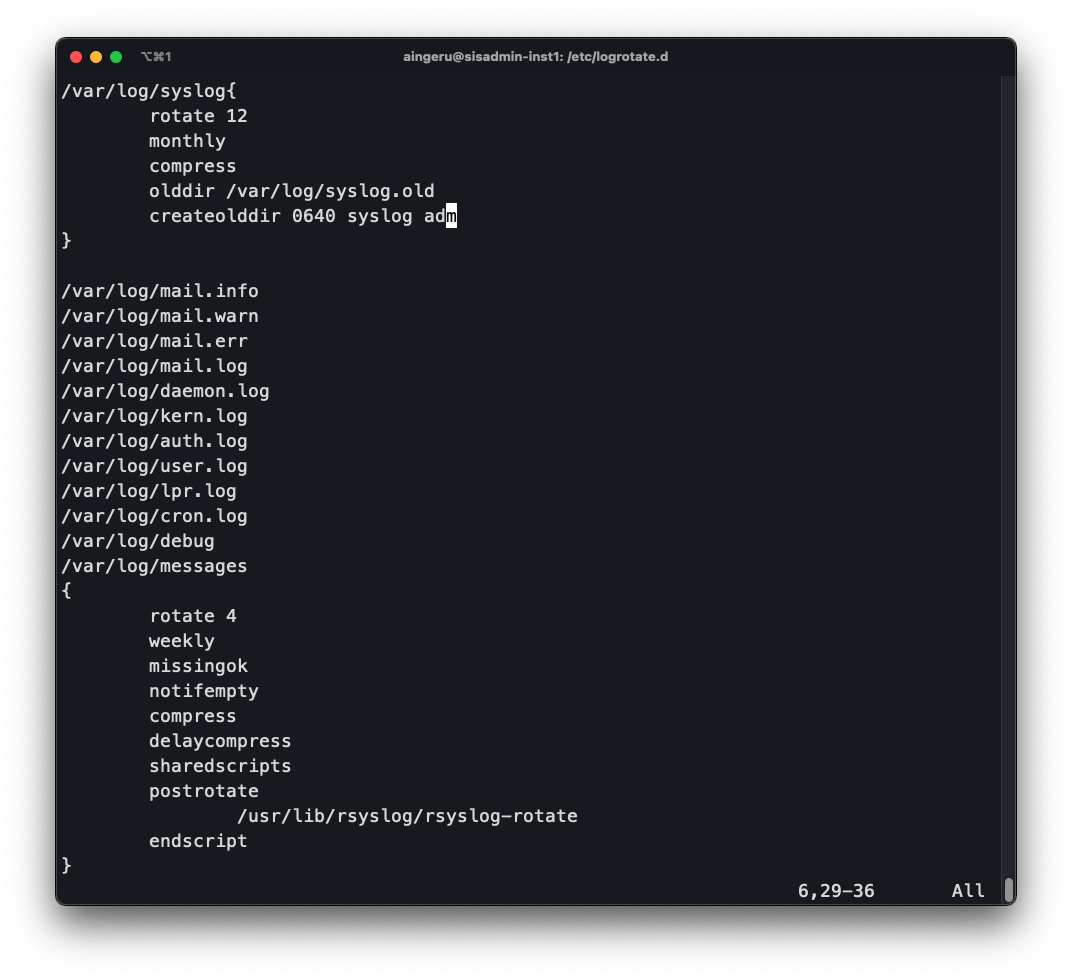 ⌥⌘1
aingeru@sisadmin-inst1: /etc/logrotate.d
/var/log/syslog{
        rotate 12
        monthly
        compress
        olddir /var/log/syslog.old
        createolddir 0640 syslog adm
}

/var/log/mail.info
/var/log/mail.warn
/var/log/mail.err
/var/log/mail.log
/var/log/daemon.log
/var/log/kern.log
/var/log/auth.log
/var/log/user.log
/var/log/lpr.log
/var/log/cron.log
/var/log/debug
/var/log/messages
{
        rotate 4
        weekly
        missingok
        notifempty
        compress
        delaycompress
        sharedscripts
        postrotate
                /usr/lib/rsyslog/rsyslog-rotate
        endscript
}
6,29-36 All